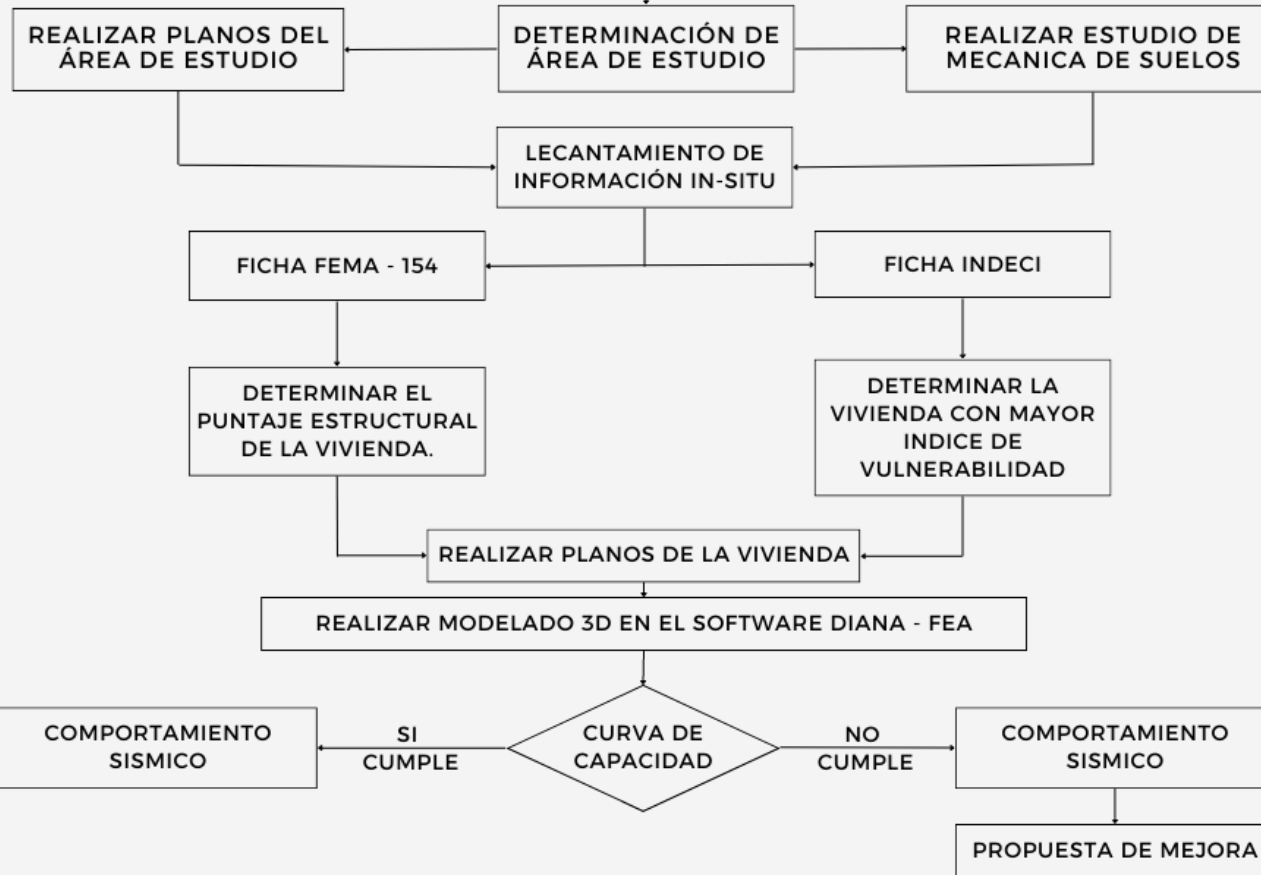 REALIZAR PLANOS DEL
ÁREA DE ESTUDIO
DETERMINACIÓN DE
ÁREA DE ESTUDIO
REALIZAR ESTUDIO DE
MECANICA DE SUELOS
LECANTAMIENTO DE
INFORMACIÓN IN-SITU
FICHA FEMA - 154
FICHA INDECI
DETERMINAR EL
PUNTAJE ESTRUCTURAL
DE LA VIVIENDA.
DETERMINAR LA
VIVIENDA CON MAYOR
INDICE DE
VULNERABILIDAD
REALIZAR PLANOS DE LA VIVIENDA
REALIZAR MODELADO 3D EN EL SOFTWARE DIANA - FEA
COMPORTAMIENTO
SISMICO
SI
CUMPLE
CURVA DE
CAPACIDAD
NO
CUMPLE
COMPORTAMIENTO
SISMICO
PROPUESTA DE MEJORA